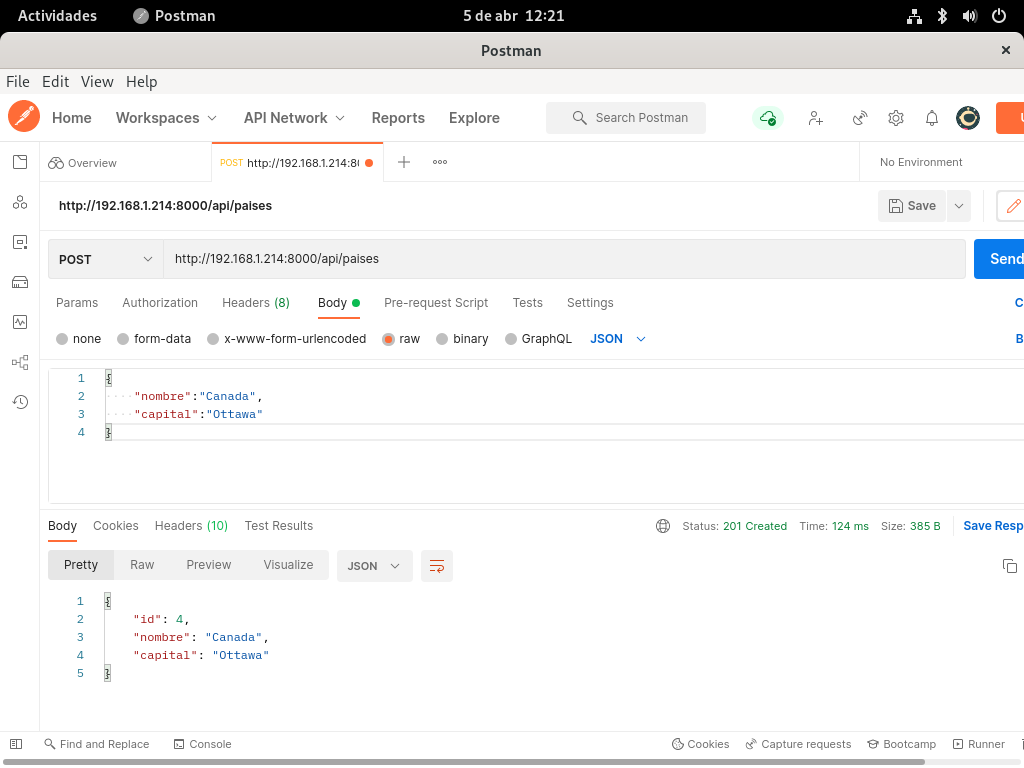 Actividades Postman 5 de abr 12:21
Postman
File Edit View Help
Home Workspaces API Network Reports Explore Search Postman
Overview POST http://192.168.1.214:8 No Environment
http://192.168.1.214:8000/api/paises Save
POST http://192.168.1.214:8000/api/paises Send
Params Authorization Headers (8) Body Pre-request Script Tests Settings C
none form-data x-www-form-urlencoded raw binary GraphQL JSON B
1 {
2 "nombre":"Canada",
3 "capital":"Ottawa"
4 }
Body Cookies Headers (10) Test Results Status: 201 Created Time: 124 ms Size: 385 B Save Resp
Pretty Raw Preview Visualize JSON
1 {
2 "id": 4,
3 "nombre": "Canada",
4 "capital": "Ottawa"
5 }
Find and Replace Console Cookies Capture requests Bootcamp Runner